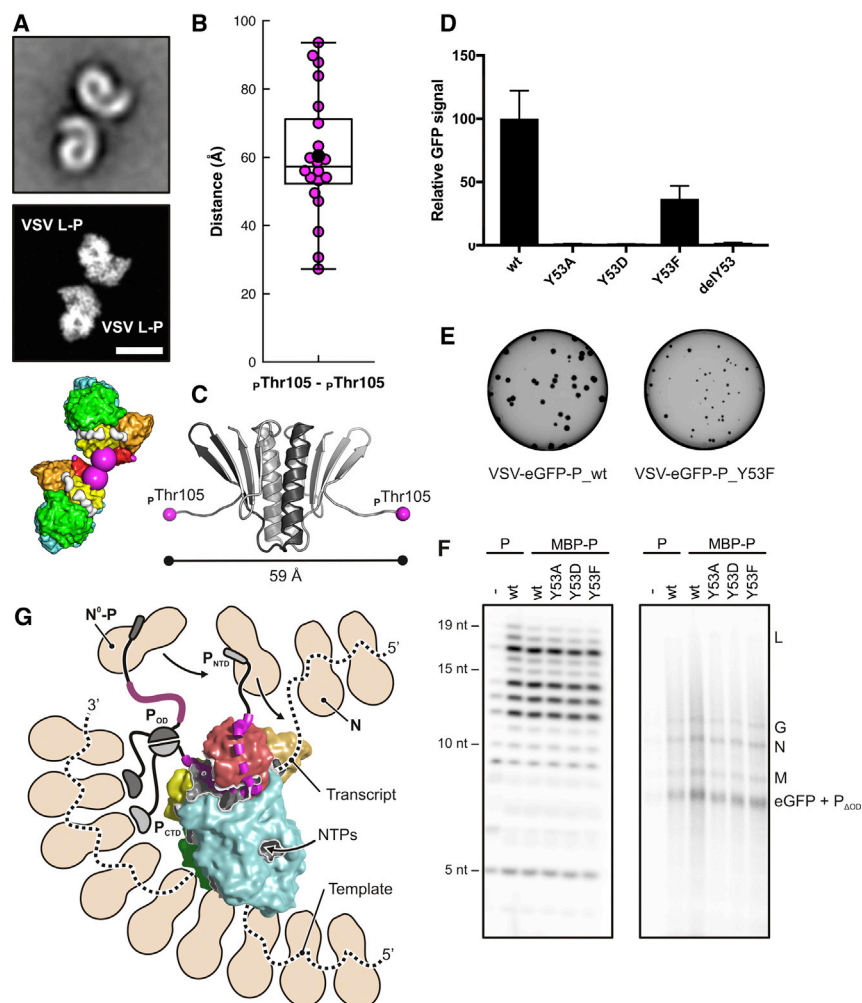 A
VSV L-P
VSV L-P
B
Distance (Å)
100
80
60
40
20
0
PThr105 - PThr105
C
PThr105
PThr105
59 Å
D
Relative GFP signal
150
100
50
0
wt
Y53A
Y53D
Y53F
delY53
E
VSV-eGFP-P_wt
VSV-eGFP-P_Y53F
F
P
MBP-P
-
wt
wt
Y53A
Y53D
Y53F
19 nt
15 nt
10 nt
5 nt
P
MBP-P
-
wt
wt
Y53A
Y53D
Y53F
L
G
N
M
eGFP + PΔOD
G
N⁰-P
PNTD
5'
3'
POD
N
Transcript
PCTD
NTPs
Template
5'